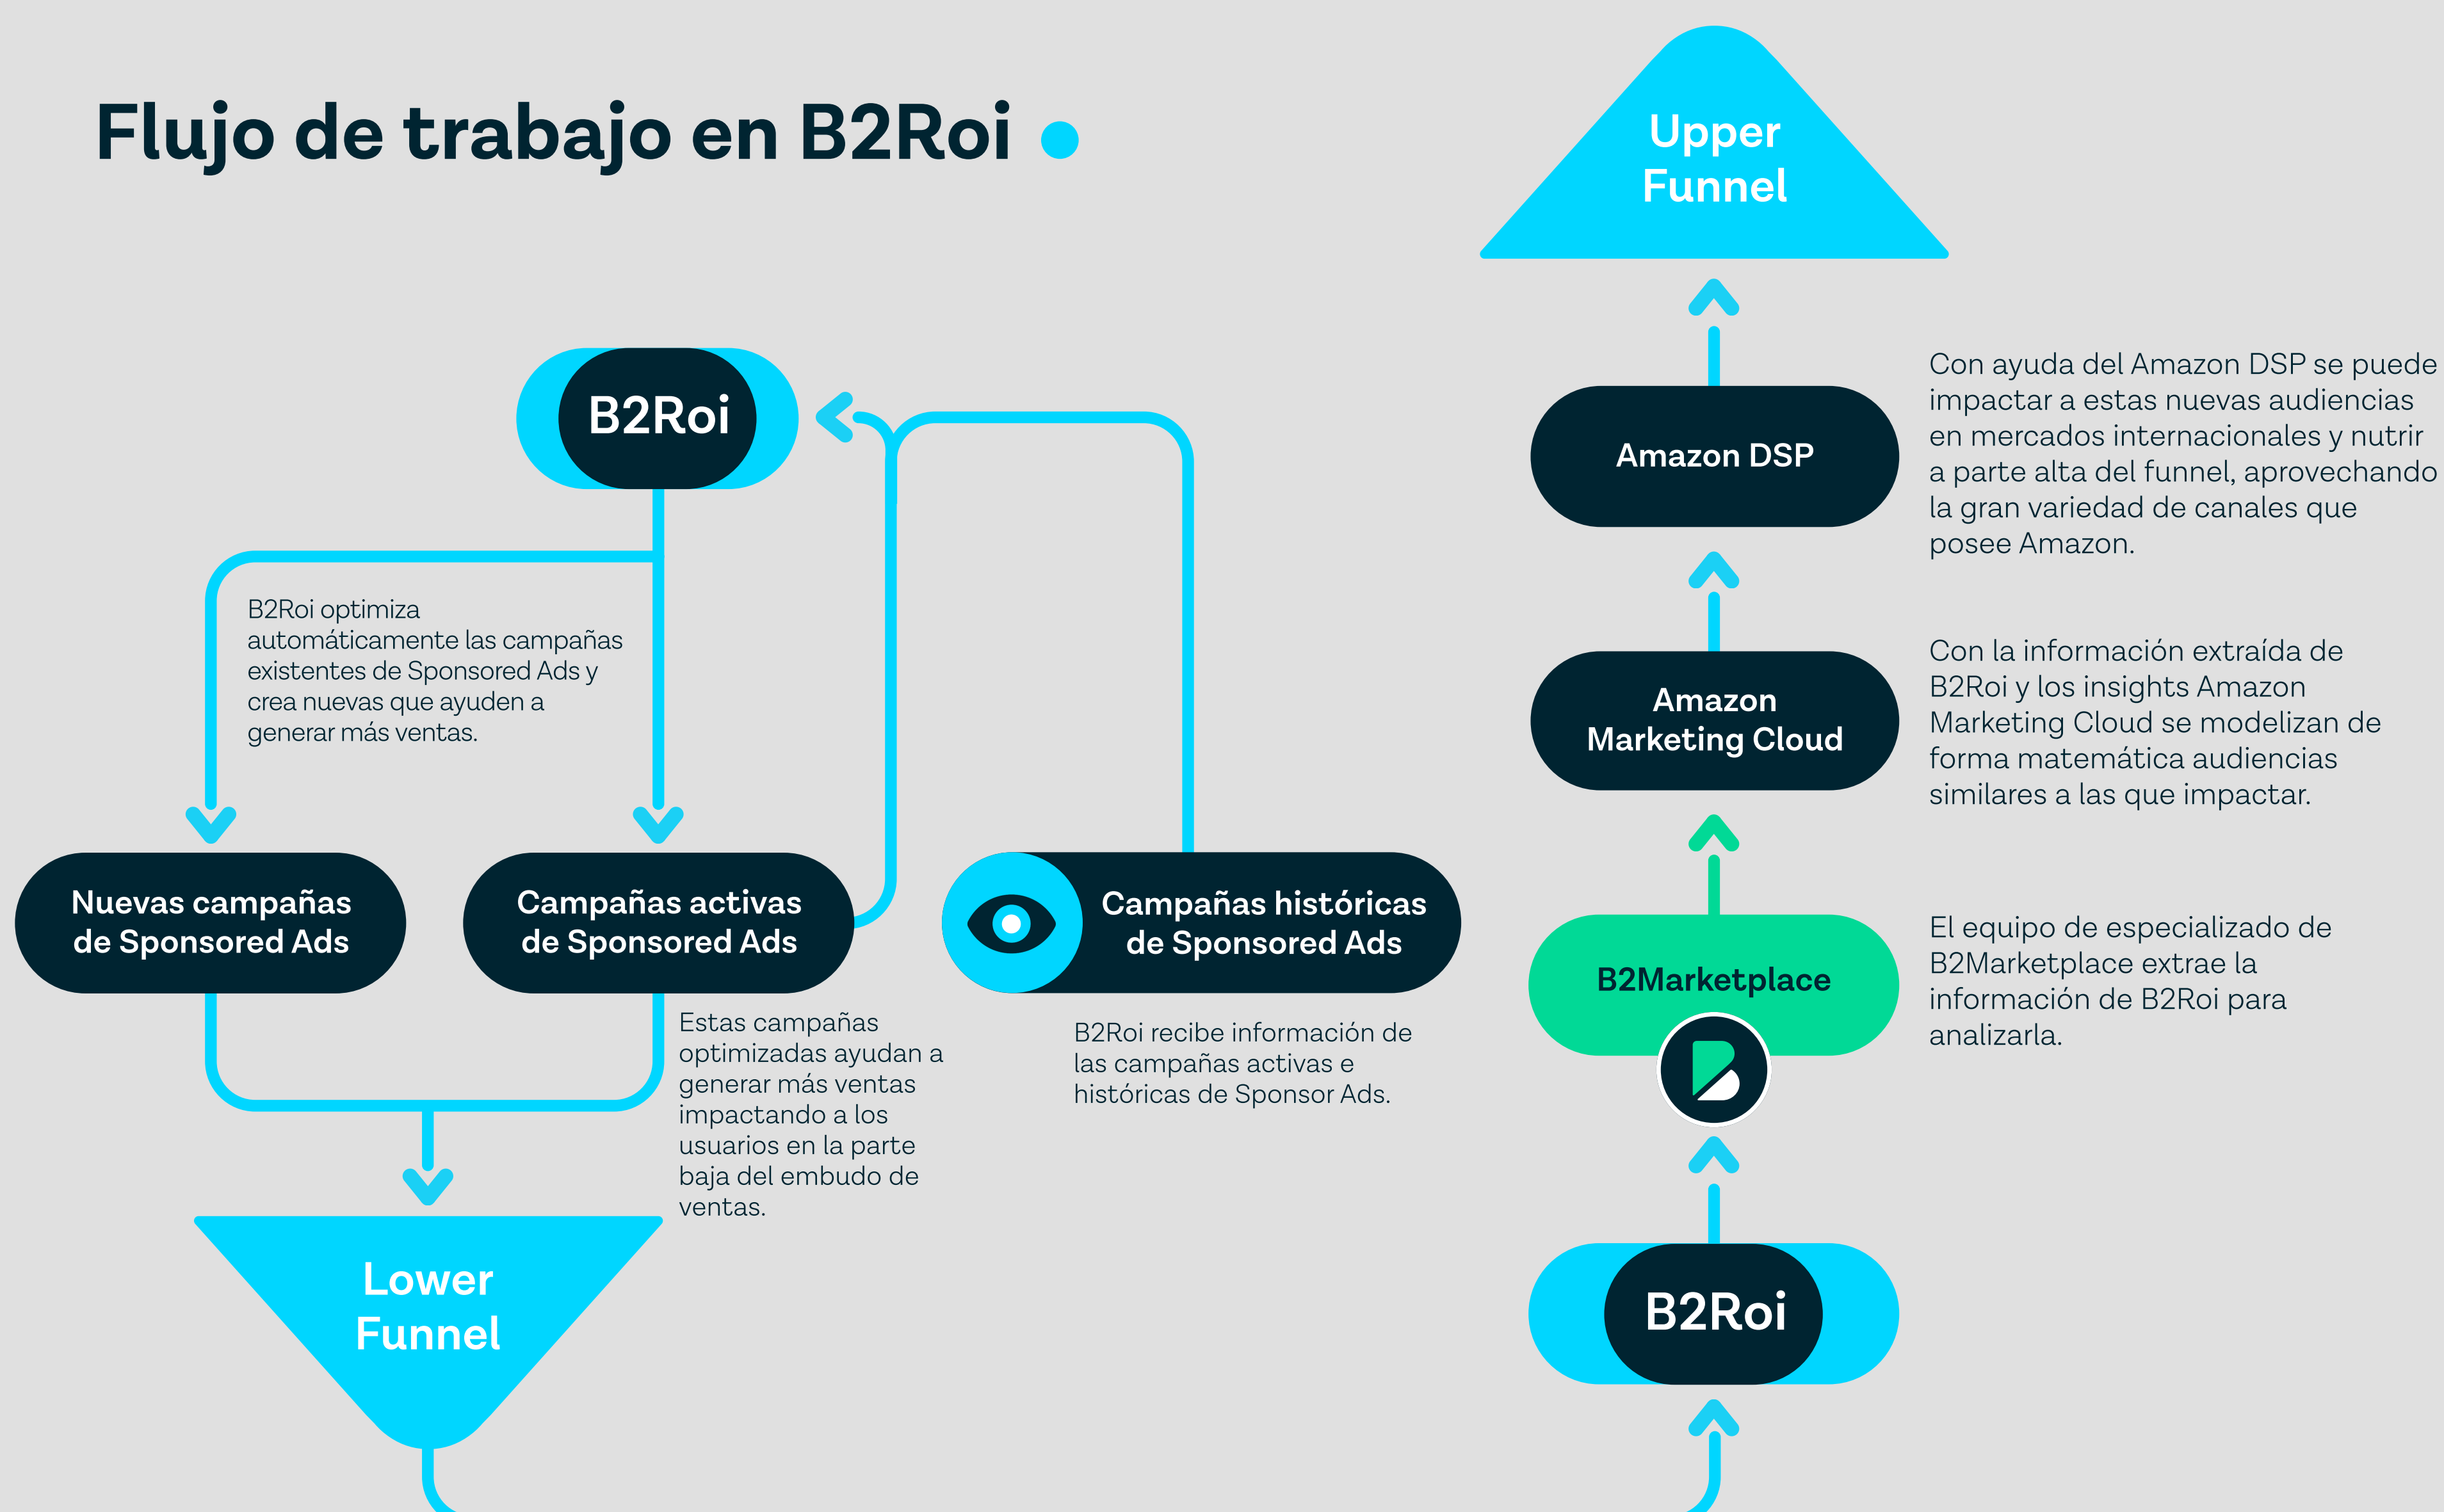 Flujo de trabajo en B2Roi
B2Roi
B2Roi optimiza
automáticamente las campañas
existentes de Sponsored Ads y
crea nuevas que ayuden a
generar más ventas.
Nuevas campañas
de Sponsored Ads
Campañas activas
de Sponsored Ads
Campañas históricas
de Sponsored Ads
Estas campañas
optimizadas ayudan a
generar más ventas
impactando a los
usuarios en la parte
baja del embudo de
ventas.
B2Roi recibe información de
las campañas activas e
históricas de Sponsor Ads.
Lower
Funnel
Upper
Funnel
Amazon DSP
Con ayuda del Amazon DSP se puede
impactar a estas nuevas audiencias
en mercados internacionales y nutrir
a parte alta del funnel, aprovechando
la gran variedad de canales que
posee Amazon.
Amazon
Marketing Cloud
Con la información extraída de
B2Roi y los insights Amazon
Marketing Cloud se modelizan de
forma matemática audiencias
similares a las que impactar.
B2Marketplace
El equipo de especializado de
B2Marketplace extrae la
información de B2Roi para
analizarla.
B2Roi